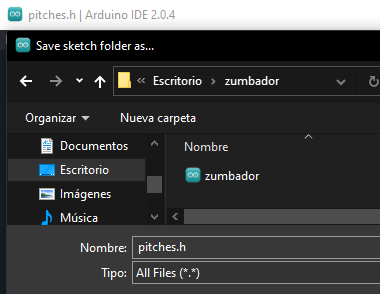 pitches.h | Arduino IDE 2.0.4
Save sketch folder as...
Escritorio > zumbador
Organizar
Nueva carpeta
Documentos
Nombre
Escritorio
zumbador
Imágenes
Música
Nombre: pitches.h
Tipo: All Files (*.*)